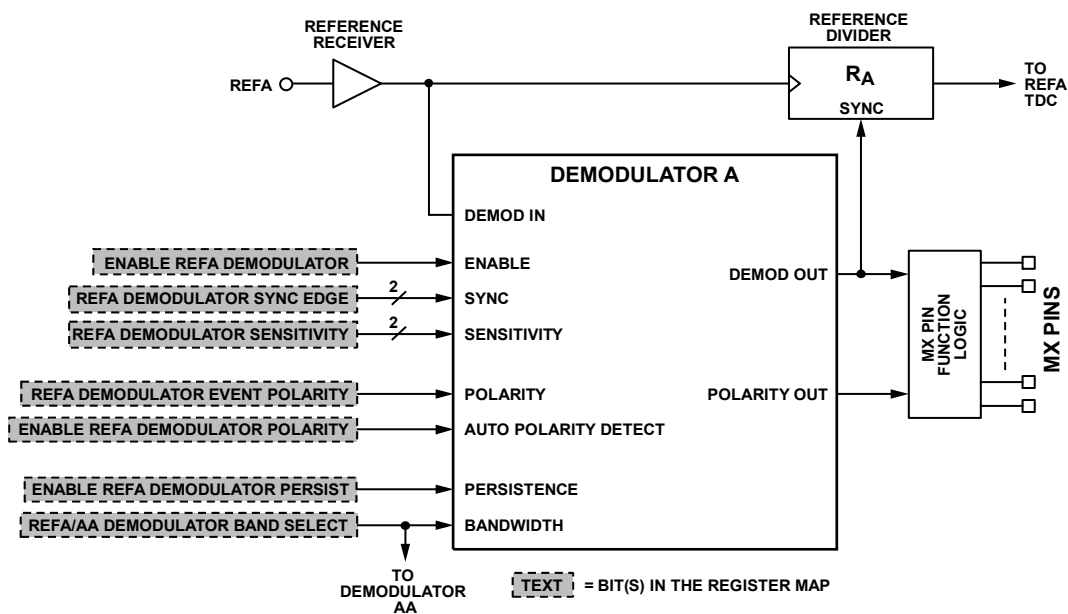 REFERENCE
RECEIVER
REFERENCE
DIVIDER
REFA
RA
SYNC
TO
REFA
TDC
DEMODULATOR A
DEMOD IN
ENABLE REFA DEMODULATOR
ENABLE
REFA DEMODULATOR SYNC EDGE
2
SYNC
REFA DEMODULATOR SENSITIVITY
2
SENSITIVITY
DEMOD OUT
REFA DEMODULATOR EVENT POLARITY
POLARITY
POLARITY OUT
ENABLE REFA DEMODULATOR POLARITY
AUTO POLARITY DETECT
ENABLE REFA DEMODULATOR PERSIST
PERSISTENCE
REFA/AA DEMODULATOR BAND SELECT
BANDWIDTH
MX PIN
FUNCTION
LOGIC
MX PINS
TO
DEMODULATOR
AA
TEXT = BIT(S) IN THE REGISTER MAP